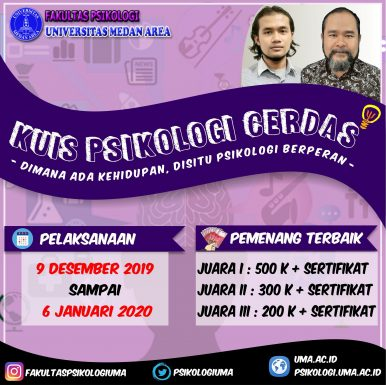 FAKULTAS PSIKOLOGI
UNIVERSITAS MEDAN AREA
KUIS PSIKOLOGI CERDAS
- DIMANA ADA KEHIDUPAN, DISITU PSIKOLOGI BERPERAN -
PELAKSANAAN
9 DESEMBER 2019
SAMPAI
6 JANUARI 2020
PEMENANG TERBAIK
JUARA I : 500 K + SERTIFIKAT
JUARA II : 300 K + SERTIFIKAT
JUARA III : 200 K + SERTIFIKAT
FAKULTASPSIKOLOGIUMA
PSIKOLOGIUMA
UMA.AC.ID
PSIKOLOGI.UMA.AC.ID